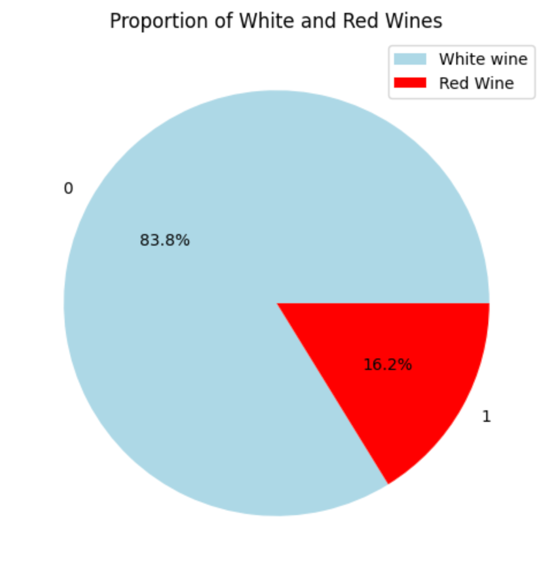 Proportion of White and Red Wines
White wine
Red Wine
0
83.8%
16.2%
1